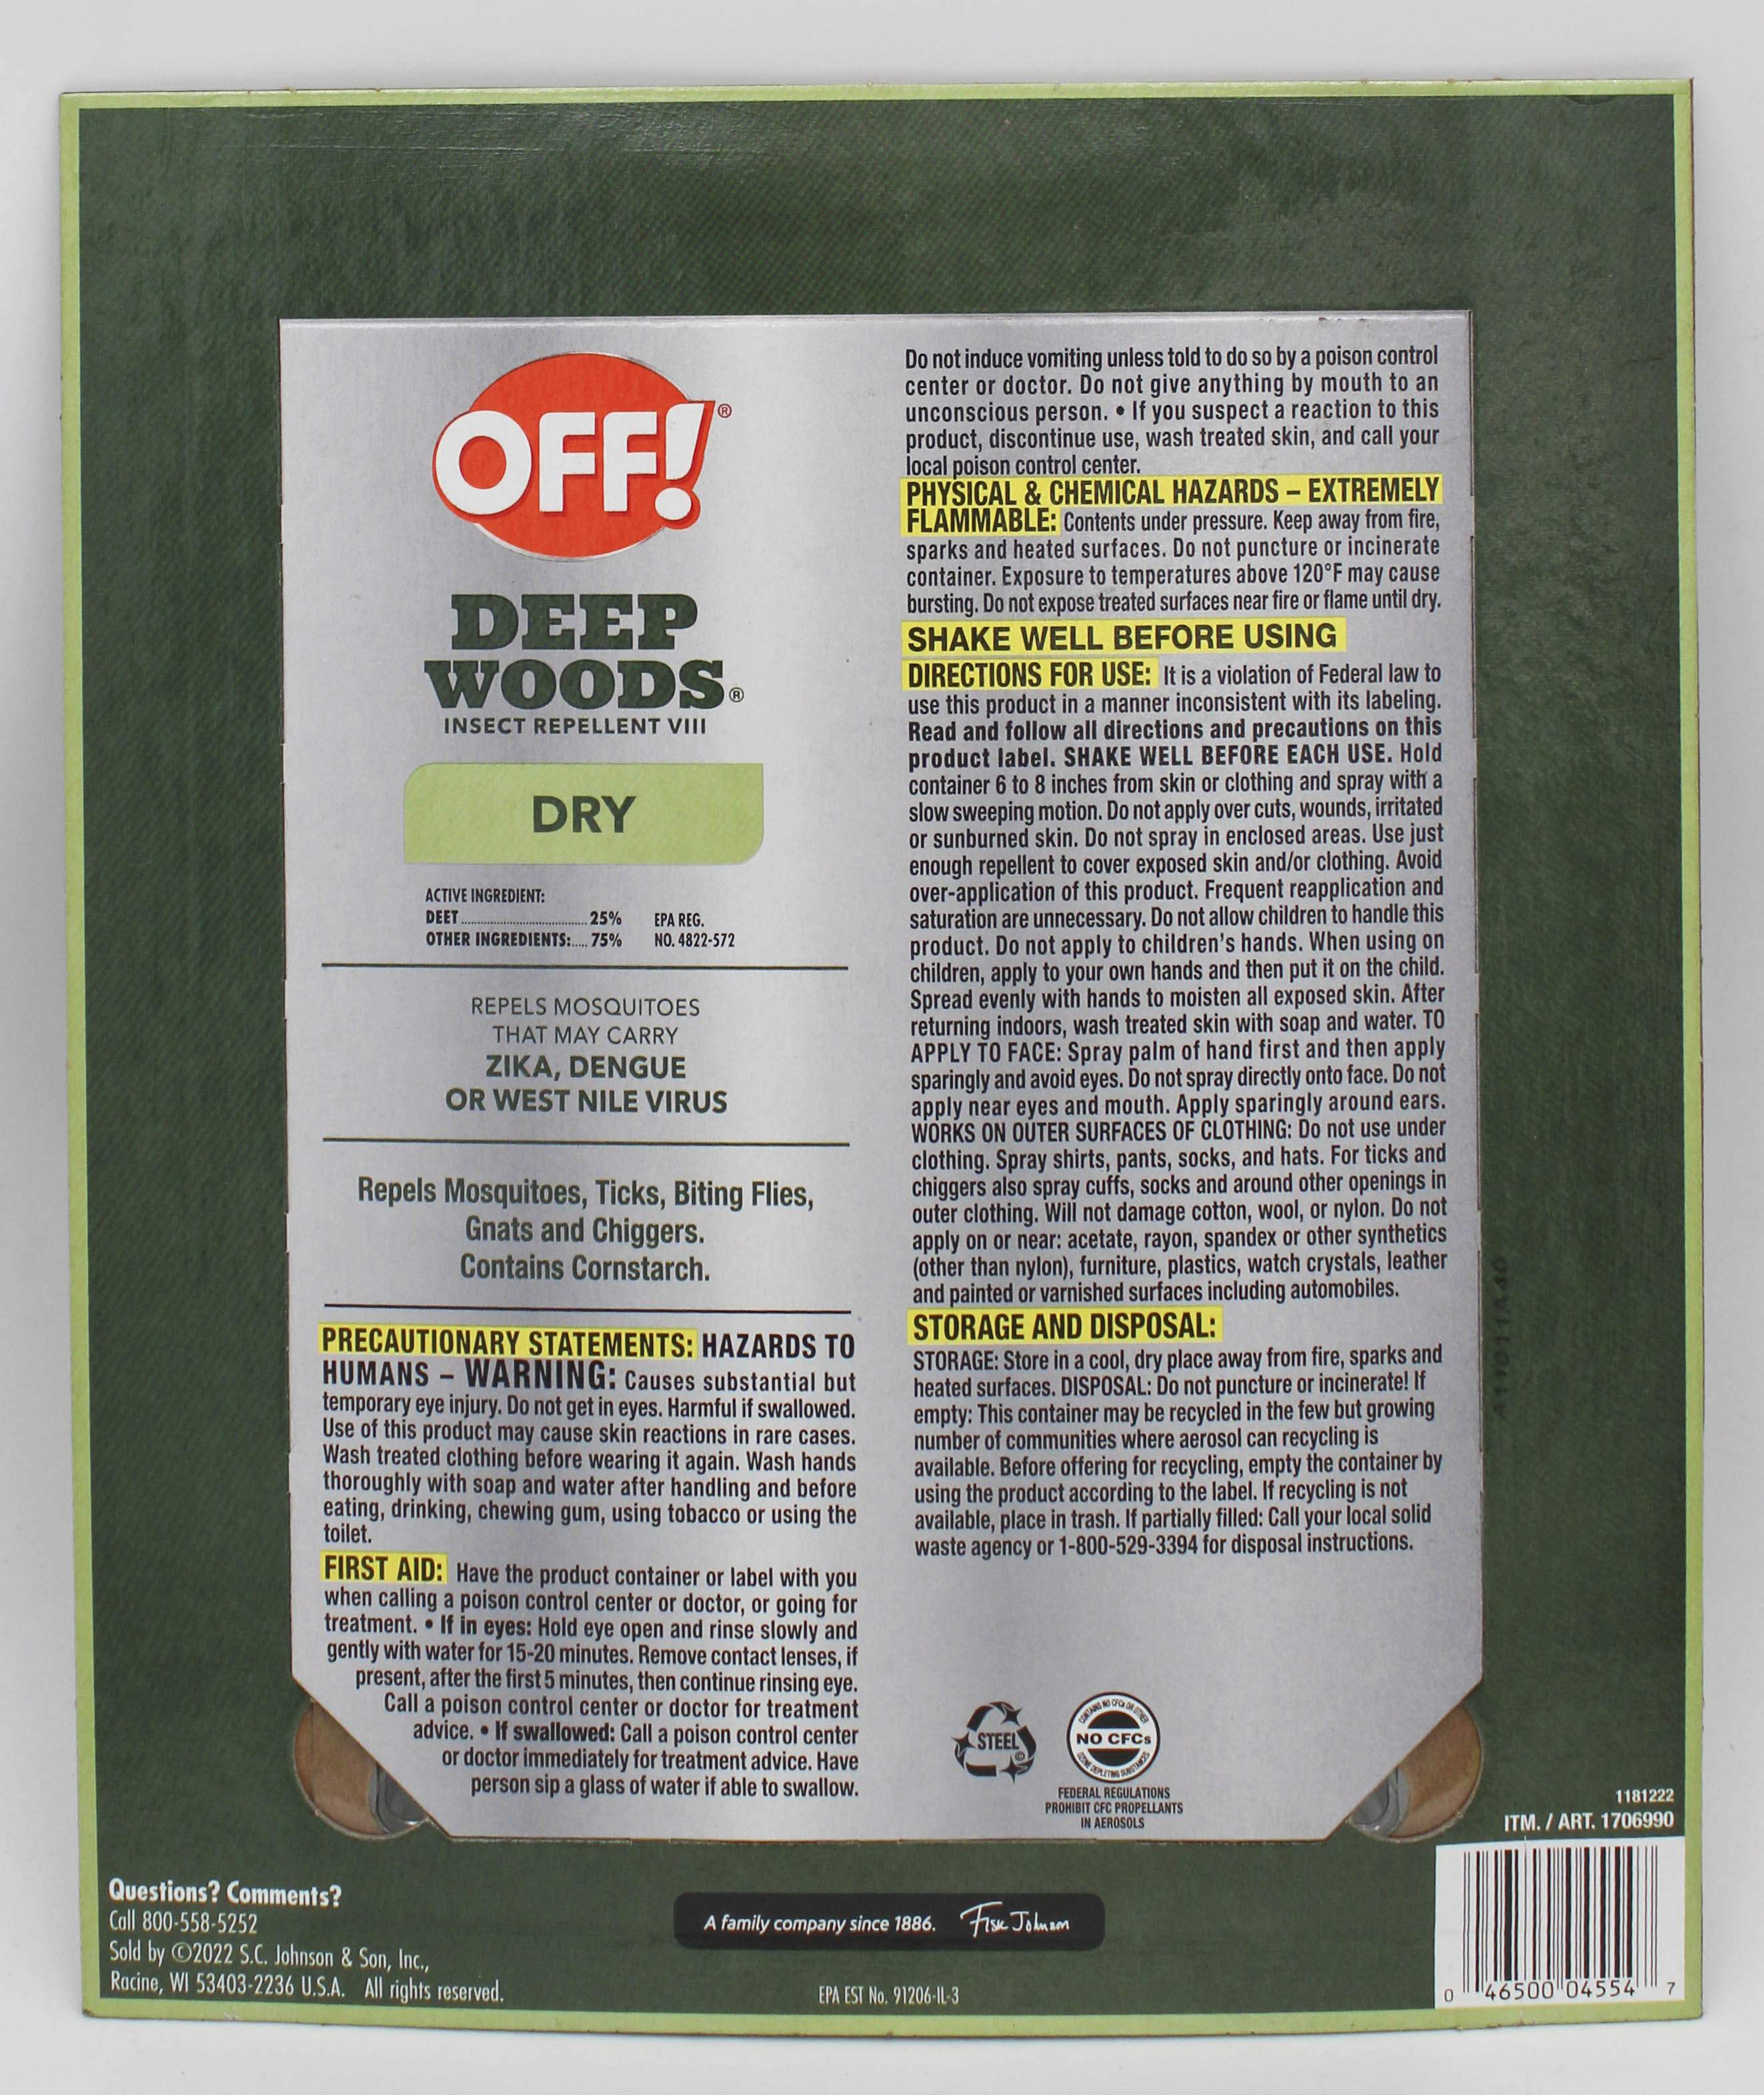 OFF!®
DEEP
WOODS®
INSECT REPELLENT VIII
DRY
ACTIVE INGREDIENT:
DEET.............................. 25%
OTHER INGREDIENTS:..... 75%
EPA REG.
NO. 4822-572
REPELS MOSQUITOES
THAT MAY CARRY
ZIKA, DENGUE
OR WEST NILE VIRUS
Repels Mosquitoes, Ticks, Biting Flies,
Gnats and Chiggers.
Contains Cornstarch.
PRECAUTIONARY STATEMENTS: HAZARDS TO
HUMANS – WARNING: Causes substantial but
temporary eye injury. Do not get in eyes. Harmful if swallowed.
Use of this product may cause skin reactions in rare cases.
Wash treated clothing before wearing it again. Wash hands
thoroughly with soap and water after handling and before
eating, drinking, chewing gum, using tobacco or using the
toilet.
FIRST AID: Have the product container or label with you
when calling a poison control center or doctor, or going for
treatment. • If in eyes: Hold eye open and rinse slowly and
gently with water for 15-20 minutes. Remove contact lenses, if
present, after the first 5 minutes, then continue rinsing eye.
Call a poison control center or doctor for treatment
advice. • If swallowed: Call a poison control center
or doctor immediately for treatment advice. Have
person sip a glass of water if able to swallow.
Do not induce vomiting unless told to do so by a poison control
center or doctor. Do not give anything by mouth to an
unconscious person. • If you suspect a reaction to this
product, discontinue use, wash treated skin, and call your
local poison control center.
PHYSICAL & CHEMICAL HAZARDS – EXTREMELY
FLAMMABLE: Contents under pressure. Keep away from fire,
sparks and heated surfaces. Do not puncture or incinerate
container. Exposure to temperatures above 120°F may cause
bursting. Do not expose treated surfaces near fire or flame until dry.
SHAKE WELL BEFORE USING
DIRECTIONS FOR USE: It is a violation of Federal law to
use this product in a manner inconsistent with its labeling.
Read and follow all directions and precautions on this
product label. SHAKE WELL BEFORE EACH USE. Hold
container 6 to 8 inches from skin or clothing and spray with a
slow sweeping motion. Do not apply over cuts, wounds, irritated
or sunburned skin. Do not spray in enclosed areas. Use just
enough repellent to cover exposed skin and/or clothing. Avoid
over-application of this product. Frequent reapplication and
saturation are unnecessary. Do not allow children to handle this
product. Do not apply to children's hands. When using on
children, apply to your own hands and then put it on the child.
Spread evenly with hands to moisten all exposed skin. After
returning indoors, wash treated skin with soap and water. TO
APPLY TO FACE: Spray palm of hand first and then apply
sparingly and avoid eyes. Do not spray directly onto face. Do not
apply near eyes and mouth. Apply sparingly around ears.
WORKS ON OUTER SURFACES OF CLOTHING: Do not use under
clothing. Spray shirts, pants, socks, and hats. For ticks and
chiggers also spray cuffs, socks and around other openings in
outer clothing. Will not damage cotton, wool, or nylon. Do not
apply on or near: acetate, rayon, spandex or other synthetics
(other than nylon), furniture, plastics, watch crystals, leather
and painted or varnished surfaces including automobiles.
STORAGE AND DISPOSAL:
STORAGE: Store in a cool, dry place away from fire, sparks and
heated surfaces. DISPOSAL: Do not puncture or incinerate! If
empty: This container may be recycled in the few but growing
number of communities where aerosol can recycling is
available. Before offering for recycling, empty the container by
using the product according to the label. If recycling is not
available, place in trash. If partially filled: Call your local solid
waste agency or 1-800-529-3394 for disposal instructions.
STEEL
©
CONTAINS NO CFCs OR OTHER
NO CFCs
OZONE DEPLETING SUBSTANCES
FEDERAL REGULATIONS
PROHIBIT CFC PROPELLANTS
IN AEROSOLS
1181222
ITM. / ART. 1706990
Questions? Comments?
Call 800-558-5252
Sold by ©2022 S.C. Johnson & Son, Inc.,
Racine, WI 53403-2236 U.S.A. All rights reserved.
A family company since 1886. Fisk Johnson
EPA EST No. 91206-IL-3
0 46500 04554 7